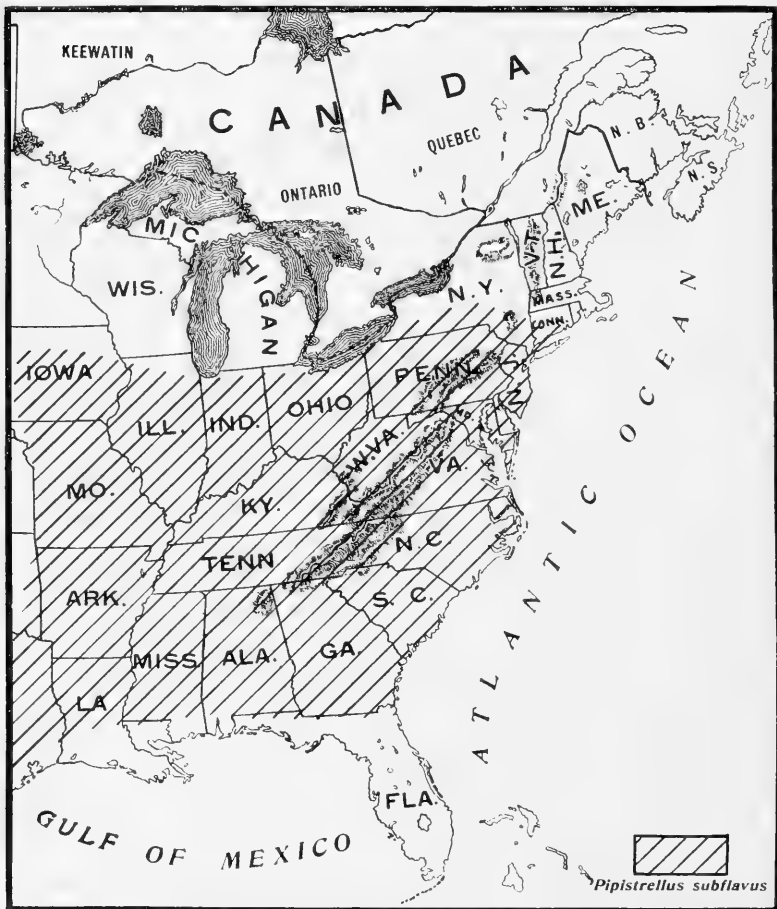 KEEWATIN
CANADA
QUEBEC
ONTARIO
N. B.
N. S
ME.
MICHIGAN
V.T.
N.H.
WIS.
N.Y.
MASS.
CONN.
IOWA
PENN.
N.J.
ILL.
IND.
OHIO
W.VA.
VA.
MO.
KY.
TENN
N.C
ARK.
S. C.
MISS
ALA.
GA.
LA
FLA.
ATLANTIC OCEAN
GULF OF MEXICO
Pipistrellus subflavus